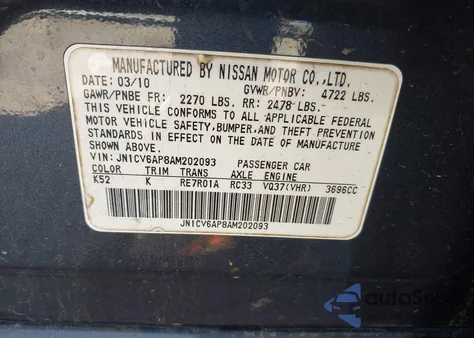 MANUFACTURED BY NISSAN MOTOR CO.,LTD.
DATE: 03/10 GVWR/PNBV: 4722 LBS.
GAWR/PNBE FR: 2270 LBS. RR: 2478 LBS.
THIS VEHICLE CONFORMS TO ALL APPLICABLE FEDERAL
MOTOR VEHICLE SAFETY,BUMPER,AND THEFT PREVENTION
STANDARDS IN EFFECT ON THE DATE OF MANUFACTURE
SHOWN ABOVE.
VIN: JN1CV6AP8AM202093 PASSENGER CAR
COLOR TRIM TRANS AXLE ENGINE
K52 K RE7R01A RC33 VQ37(VHR) 3696CC
JN1CV6AP8AM202093